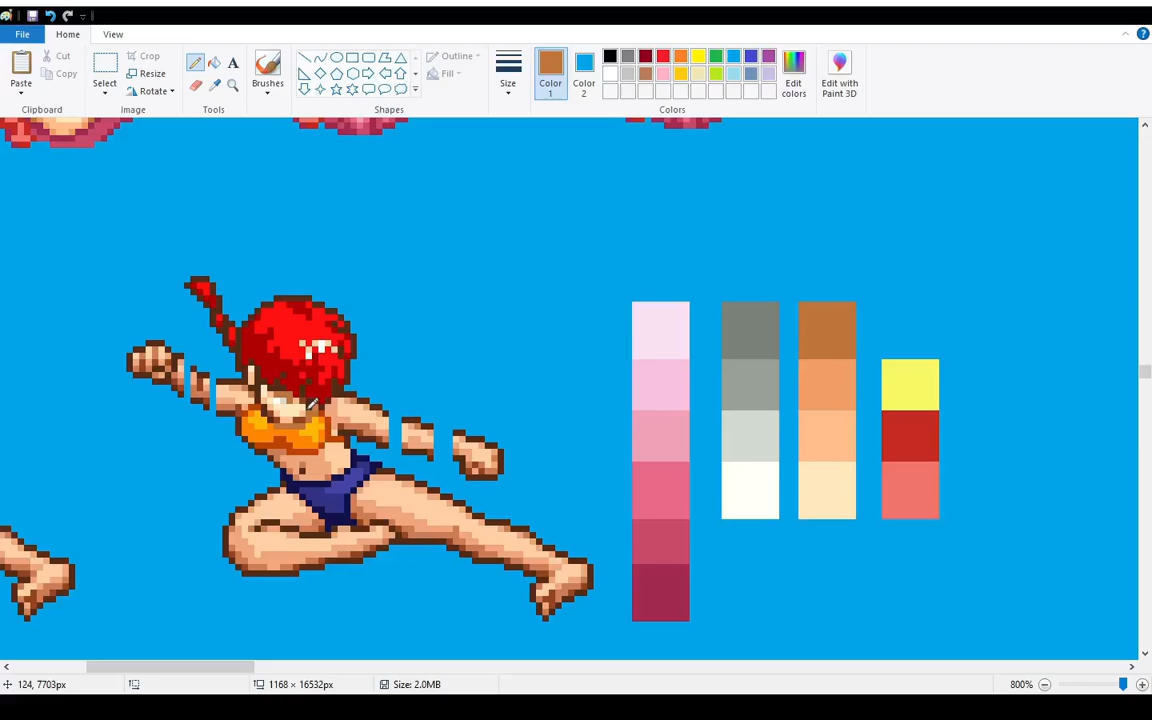 File Home View
Paste
Cut
Copy
Clipboard
Select
Crop
Resize
Rotate
Image
A
Tools
Brushes
Outline
Fill
Shapes
Size
Color
1
Color
2
Edit
colors
Colors
Edit with
Paint 3D
124, 7703px
1168 × 16532px
Size: 2.0MB
800%